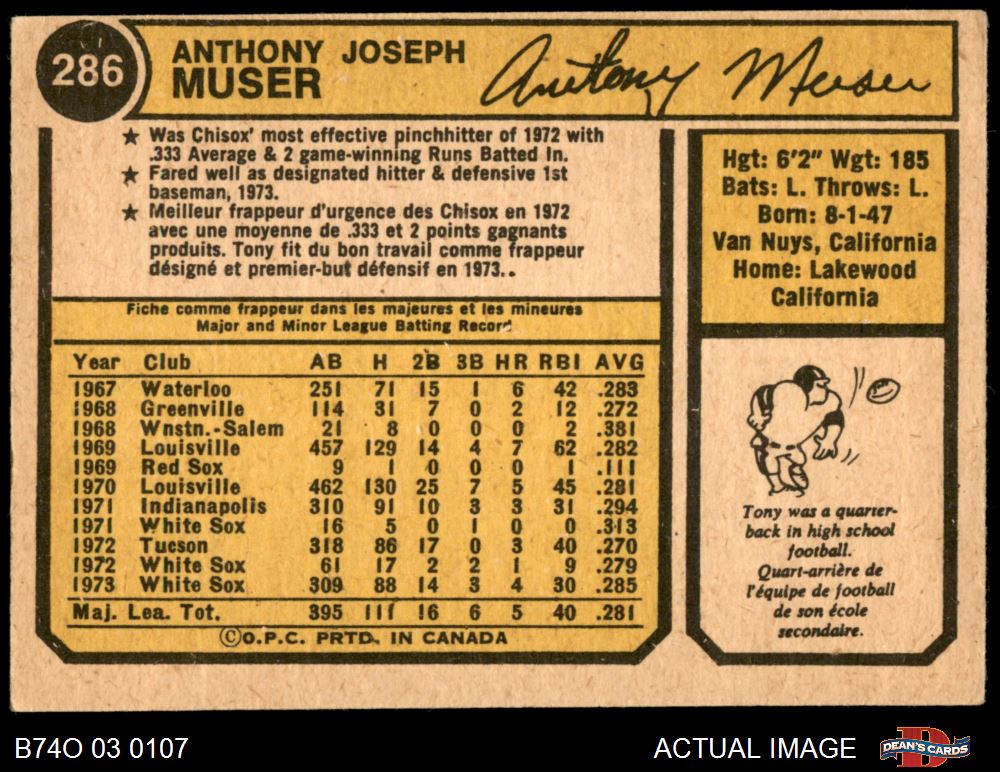 286
ANTHONY JOSEPH
MUSER
Anthony Muser
★ Was Chisox' most effective pinchhitter of 1972 with
.333 Average & 2 game-winning Runs Batted In.
★ Fared well as designated hitter & defensive 1st
baseman, 1973.
★ Meilleur frappeur d'urgence des Chisox en 1972
avec une moyenne de .333 et 2 points gagnants
produits. Tony fit du bon travail comme frappeur
désigné et premier-but défensif en 1973..
Hgt: 6'2" Wgt: 185
Bats: L. Throws: L.
Born: 8-1-47
Van Nuys, California
Home: Lakewood
California
Fiche comme frappeur dans les majeures et les mineures
Major and Minor League Batting Record
Year Club AB H 2B 3B HR RBI AVG
1967 Waterloo 251 71 15 1 6 42 .283
1968 Greenville 114 31 7 0 2 12 .272
1968 Wnstn.-Salem 21 8 0 0 0 2 .381
1969 Louisville 457 129 14 4 7 62 .282
1969 Red Sox 9 1 0 0 0 1 .111
1970 Louisville 462 130 25 7 5 45 .281
1971 Indianapolis 310 91 10 3 3 31 .294
1971 White Sox 16 5 0 1 0 0 .313
1972 Tucson 318 86 17 0 3 40 .270
1972 White Sox 61 17 2 2 1 9 .279
1973 White Sox 309 88 14 3 4 30 .285
Maj. Lea. Tot. 395 111 16 6 5 40 .281
©O.P.C. PRTD. IN CANADA
Tony was a quarter-
back in high school
football.
Quart-arrière de
l'équipe de football
de son école
secondaire.
B74O 03 0107
ACTUAL IMAGE
D
DEAN'S CARDS